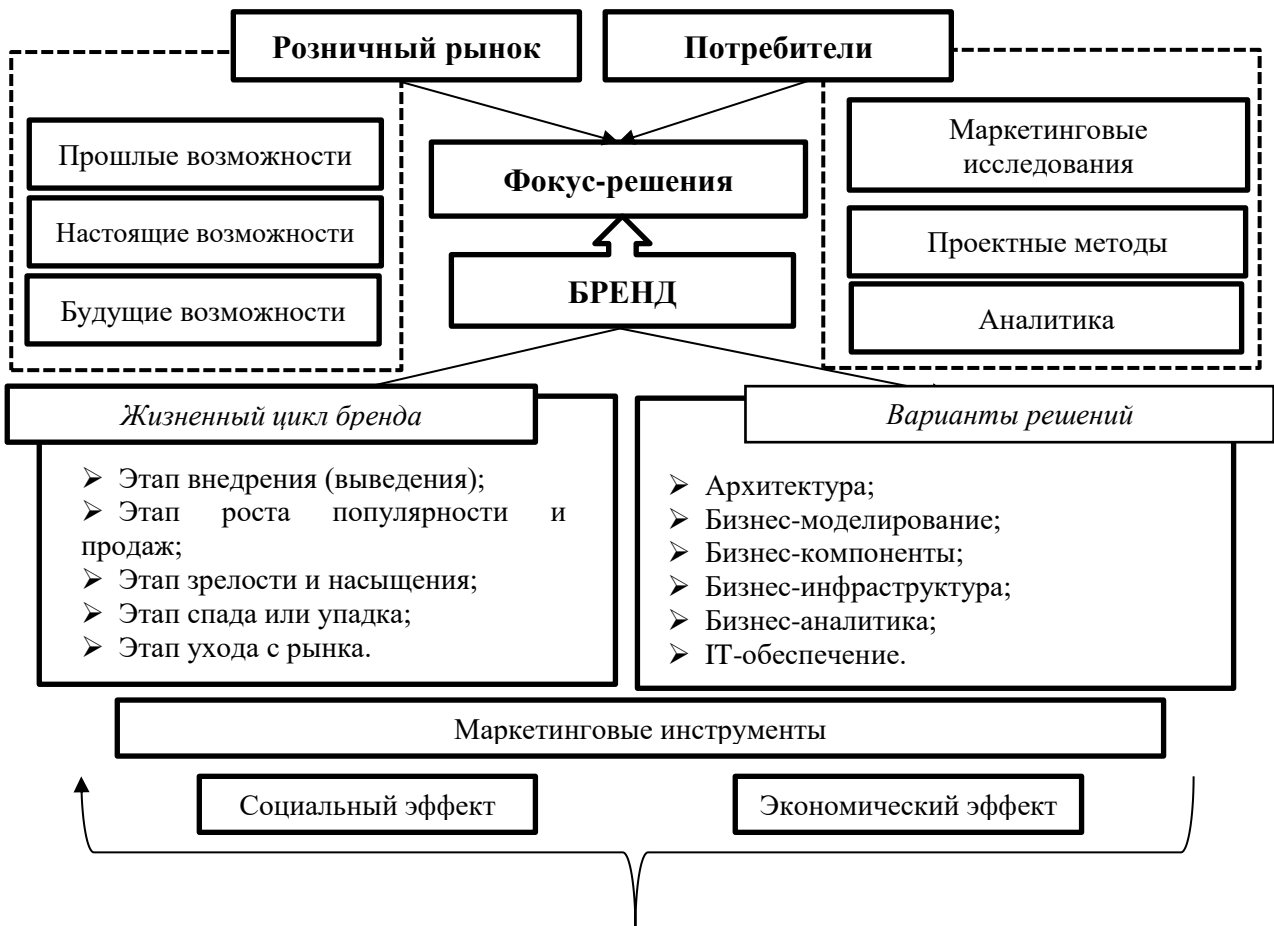 Розничный рынок
Потребители
Прошлые возможности
Настоящие возможности
Будущие возможности
Фокус-решения
БРЕНД
Маркетинговые
исследования
Проектные методы
Аналитика
Жизненный цикл бренда
➢ Этап внедрения (выведения);
➢ Этап роста популярности и
продаж;
➢ Этап зрелости и насыщения;
➢ Этап спада или упадка;
➢ Этап ухода с рынка.
Варианты решений
➢ Архитектура;
➢ Бизнес-моделирование;
➢ Бизнес-компоненты;
➢ Бизнес-инфраструктура;
➢ Бизнес-аналитика;
➢ IT-обеспечение.
Маркетинговые инструменты
Социальный эффект
Экономический эффект